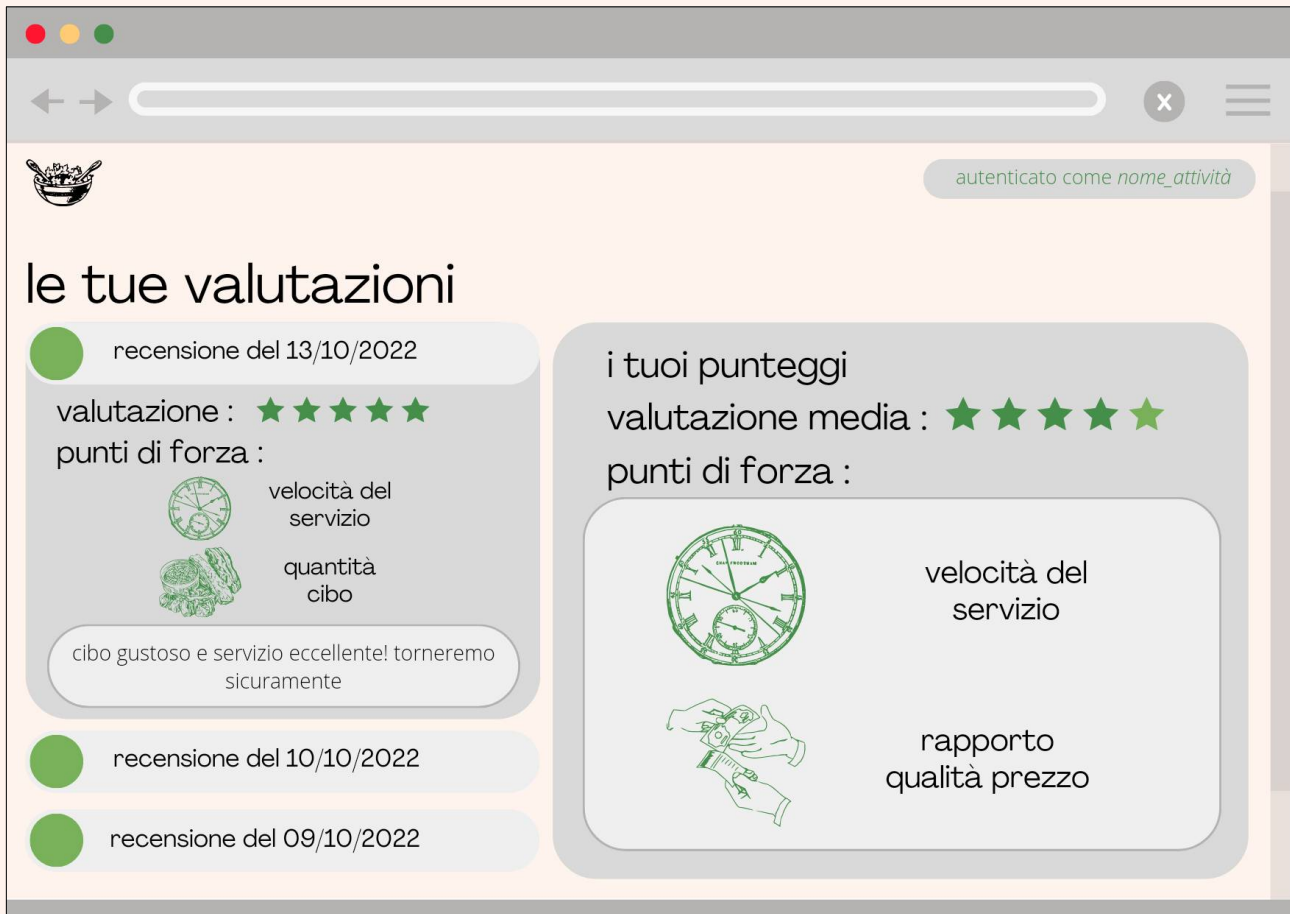 x
autenticato come nome_attività
le tue valutazioni
recensione del 13/10/2022
valutazione :
punti di forza :
velocità del
servizio
quantità
cibo
cibo gustoso e servizio eccellente! torneremo
sicuramente
recensione del 10/10/2022
recensione del 09/10/2022
i tuoi punteggi
valutazione media :
punti di forza :
velocità del
servizio
rapporto
qualità prezzo